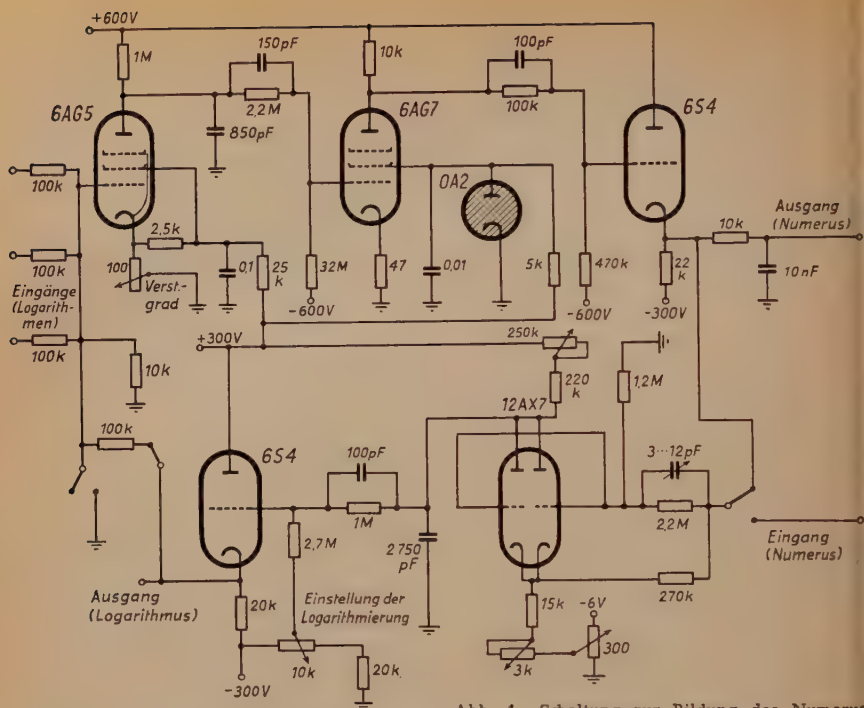 +600V
1M
150pF
2,2M
850pF
6AG5
10k
6AG7
100pF
100k
6S4
0A2
100k
100k
Eingänge
(Logarith-
men)
100k
2,5k
100
Verst.-
grad
0,1
25
k
32M
-600V
47
0,01
5k
470k
-600V
10k
Ausgang
(Numerus)
22
k
-300V
10nF
10k
+300V
250k
220
k
1,2M
12AX7
3···12pF
2,2M
270k
Eingang
(Numerus)
100k
6S4
100pF
1M
2750
pF
2,7M
Ausgang
(Logarithmus)
20k
Einstellung der
Logarithmierung
10k
20k
-300V
15k
3k
-6V
300
Abb. 4. Schaltung zur Bildung des Numerus